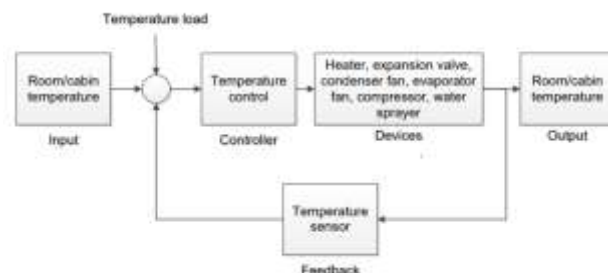 Temperature load
Room/cabin
temperature
Input
Temperature
control
Controller
Heater, expansion valve,
condenser fan, evaporator
fan, compressor, water
sprayer
Devices
Room/cabin
temperature
Output
Temperature
sensor
Feedback